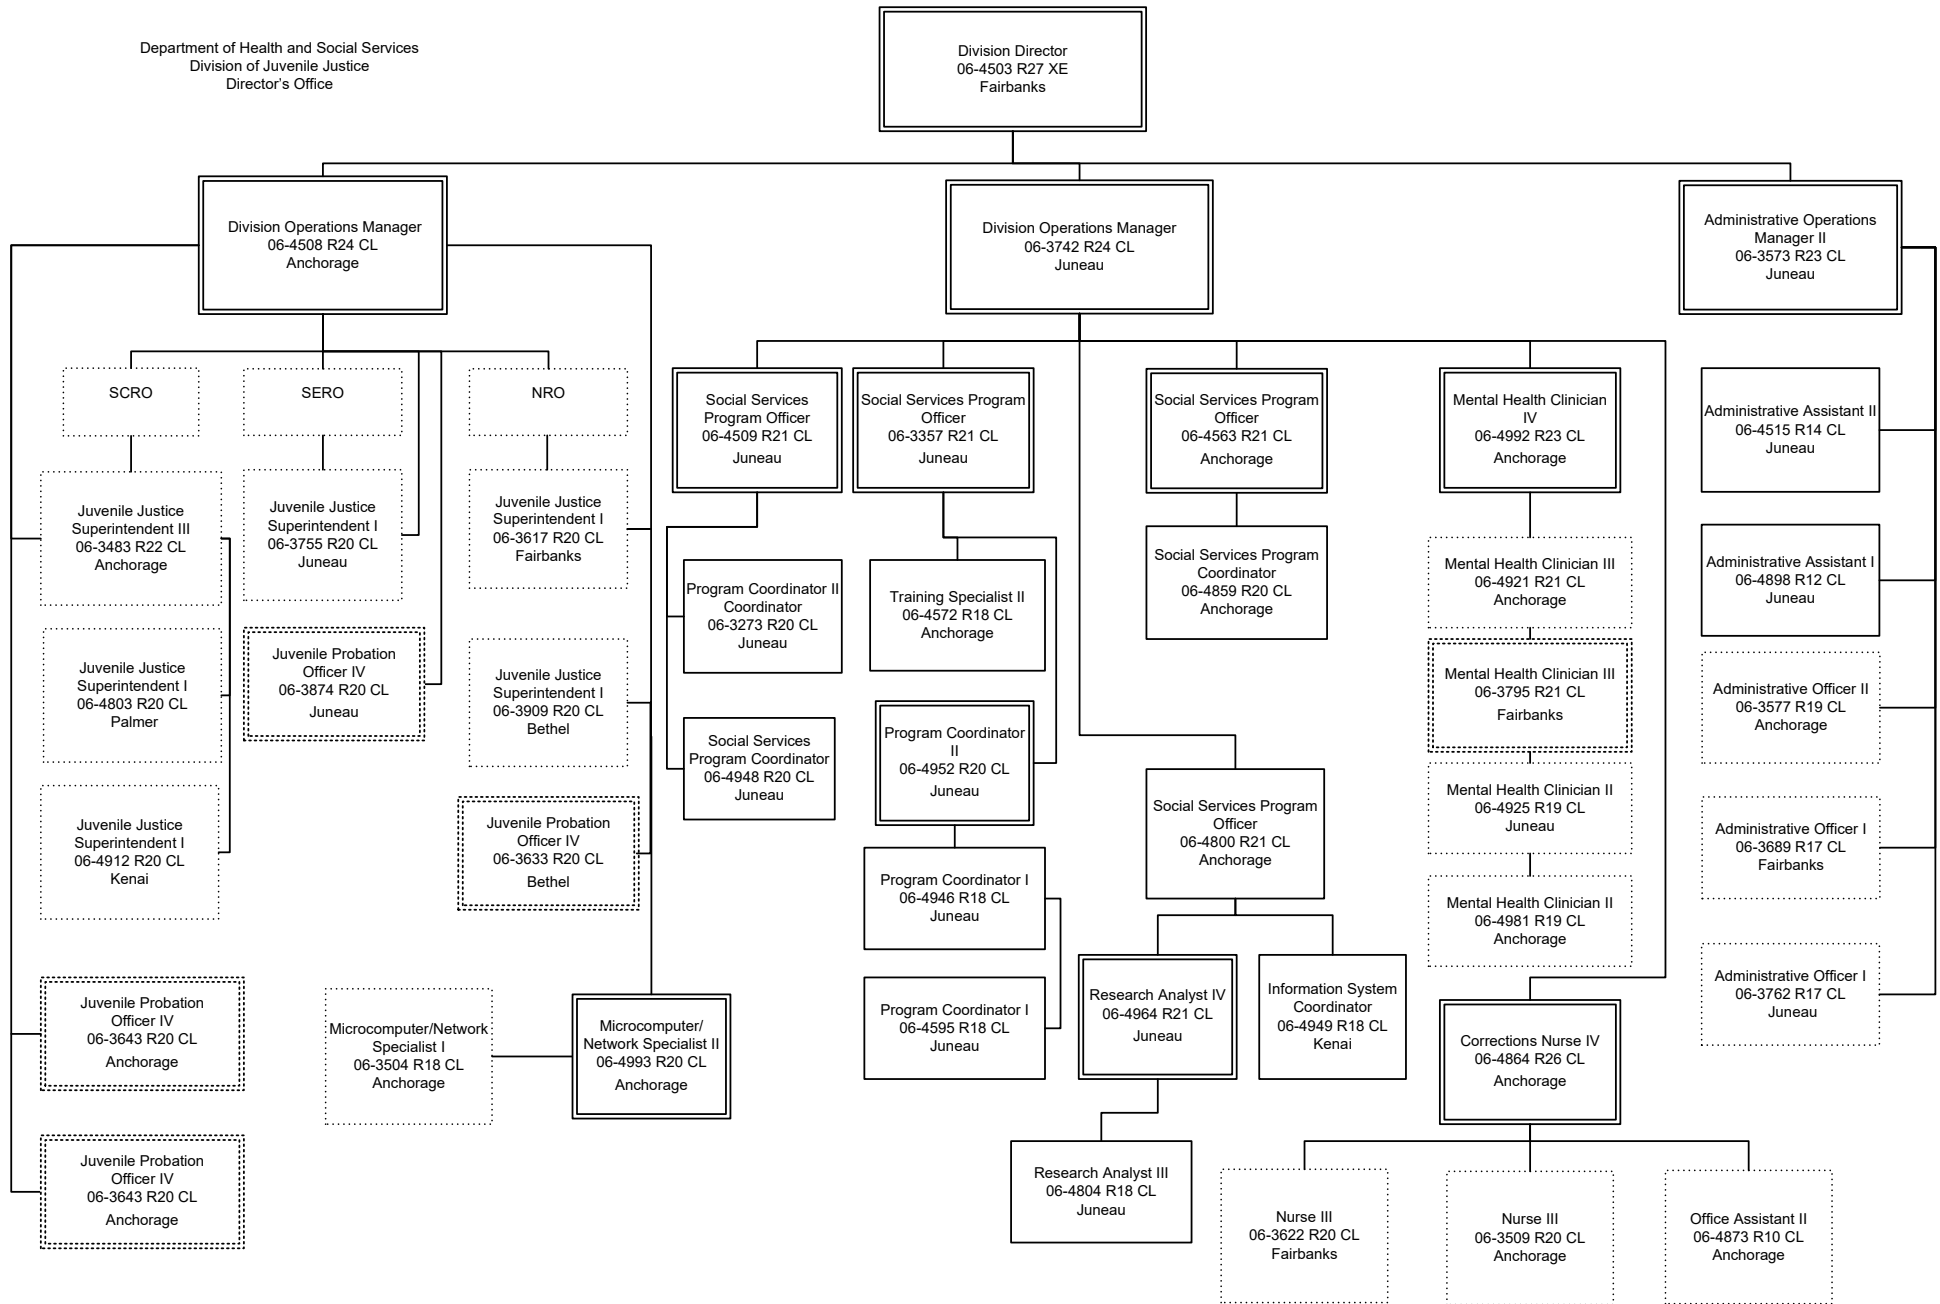 Department of Health and Social Services
Division of Juvenile Justice
Director's Office
Division Director
06-4503 R27 XE
Fairbanks
Division Operations Manager
06-4508 R24 CL
Anchorage
Division Operations Manager
06-3742 R24 CL
Juneau
Administrative Operations
Manager II
06-3573 R23 CL
Juneau
SCRO
SERO
NRO
Juvenile Justice
Superintendent III
06-3483 R22 CL
Anchorage
Juvenile Justice
Superintendent I
06-4803 R20 CL
Palmer
Juvenile Justice
Superintendent I
06-4912 R20 CL
Kenai
Juvenile Probation
Officer IV
06-3643 R20 CL
Anchorage
Juvenile Probation
Officer IV
06-3643 R20 CL
Anchorage
Juvenile Justice
Superintendent I
06-3755 R20 CL
Juneau
Juvenile Probation
Officer IV
06-3874 R20 CL
Juneau
Juvenile Justice
Superintendent I
06-3617 R20 CL
Fairbanks
Juvenile Justice
Superintendent I
06-3909 R20 CL
Bethel
Juvenile Probation
Officer IV
06-3633 R20 CL
Bethel
Microcomputer/Network
Specialist I
06-3504 R18 CL
Anchorage
Microcomputer/
Network Specialist II
06-4993 R20 CL
Anchorage
Social Services
Program Officer
06-4509 R21 CL
Juneau
Program Coordinator II
Coordinator
06-3273 R20 CL
Juneau
Social Services
Program Coordinator
06-4948 R20 CL
Juneau
Social Services Program
Officer
06-3357 R21 CL
Juneau
Training Specialist II
06-4572 R18 CL
Anchorage
Program Coordinator
II
06-4952 R20 CL
Juneau
Program Coordinator I
06-4946 R18 CL
Juneau
Program Coordinator I
06-4595 R18 CL
Juneau
Social Services Program
Officer
06-4563 R21 CL
Anchorage
Social Services Program
Coordinator
06-4859 R20 CL
Anchorage
Social Services Program
Officer
06-4800 R21 CL
Anchorage
Research Analyst IV
06-4964 R21 CL
Juneau
Information System
Coordinator
06-4949 R18 CL
Kenai
Research Analyst III
06-4804 R18 CL
Juneau
Mental Health Clinician
IV
06-4992 R23 CL
Anchorage
Mental Health Clinician III
06-4921 R21 CL
Anchorage
Mental Health Clinician III
06-3795 R21 CL
Fairbanks
Mental Health Clinician II
06-4925 R19 CL
Juneau
Mental Health Clinician II
06-4981 R19 CL
Anchorage
Corrections Nurse IV
06-4864 R26 CL
Anchorage
Nurse III
06-3622 R20 CL
Fairbanks
Nurse III
06-3509 R20 CL
Anchorage
Office Assistant II
06-4873 R10 CL
Anchorage
Administrative Assistant II
06-4515 R14 CL
Juneau
Administrative Assistant I
06-4898 R12 CL
Juneau
Administrative Officer II
06-3577 R19 CL
Anchorage
Administrative Officer I
06-3689 R17 CL
Fairbanks
Administrative Officer I
06-3762 R17 CL
Juneau